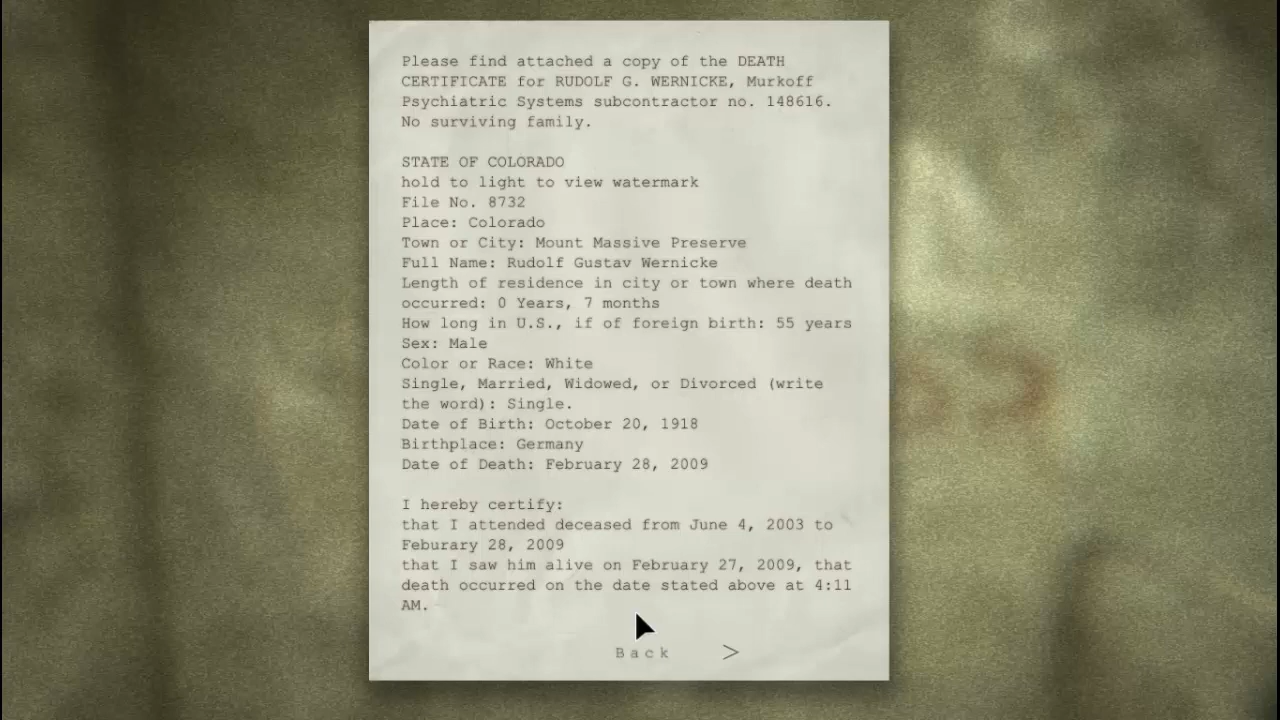 Please find attached a copy of the DEATH
CERTIFICATE for RUDOLF G. WERNICKE, Murkoff
Psychiatric Systems subcontractor no. 148616.
No surviving family.
STATE OF COLORADO
hold to light to view watermark
File No. 8732
Place: Colorado
Town or City: Mount Massive Preserve
Full Name: Rudolf Gustav Wernicke
Length of residence in city or town where death
occurred: 0 Years, 7 months
How long in U.S., if of foreign birth: 55 years
Sex: Male
Color or Race: White
Single, Married, Widowed, or Divorced (write
the word): Single.
Date of Birth: October 20, 1918
Birthplace: Germany
Date of Death: February 28, 2009
I hereby certify:
that I attended deceased from June 4, 2003 to
Feburary 28, 2009
that I saw him alive on February 27, 2009, that
death occurred on the date stated above at 4:11
AM.
Back >